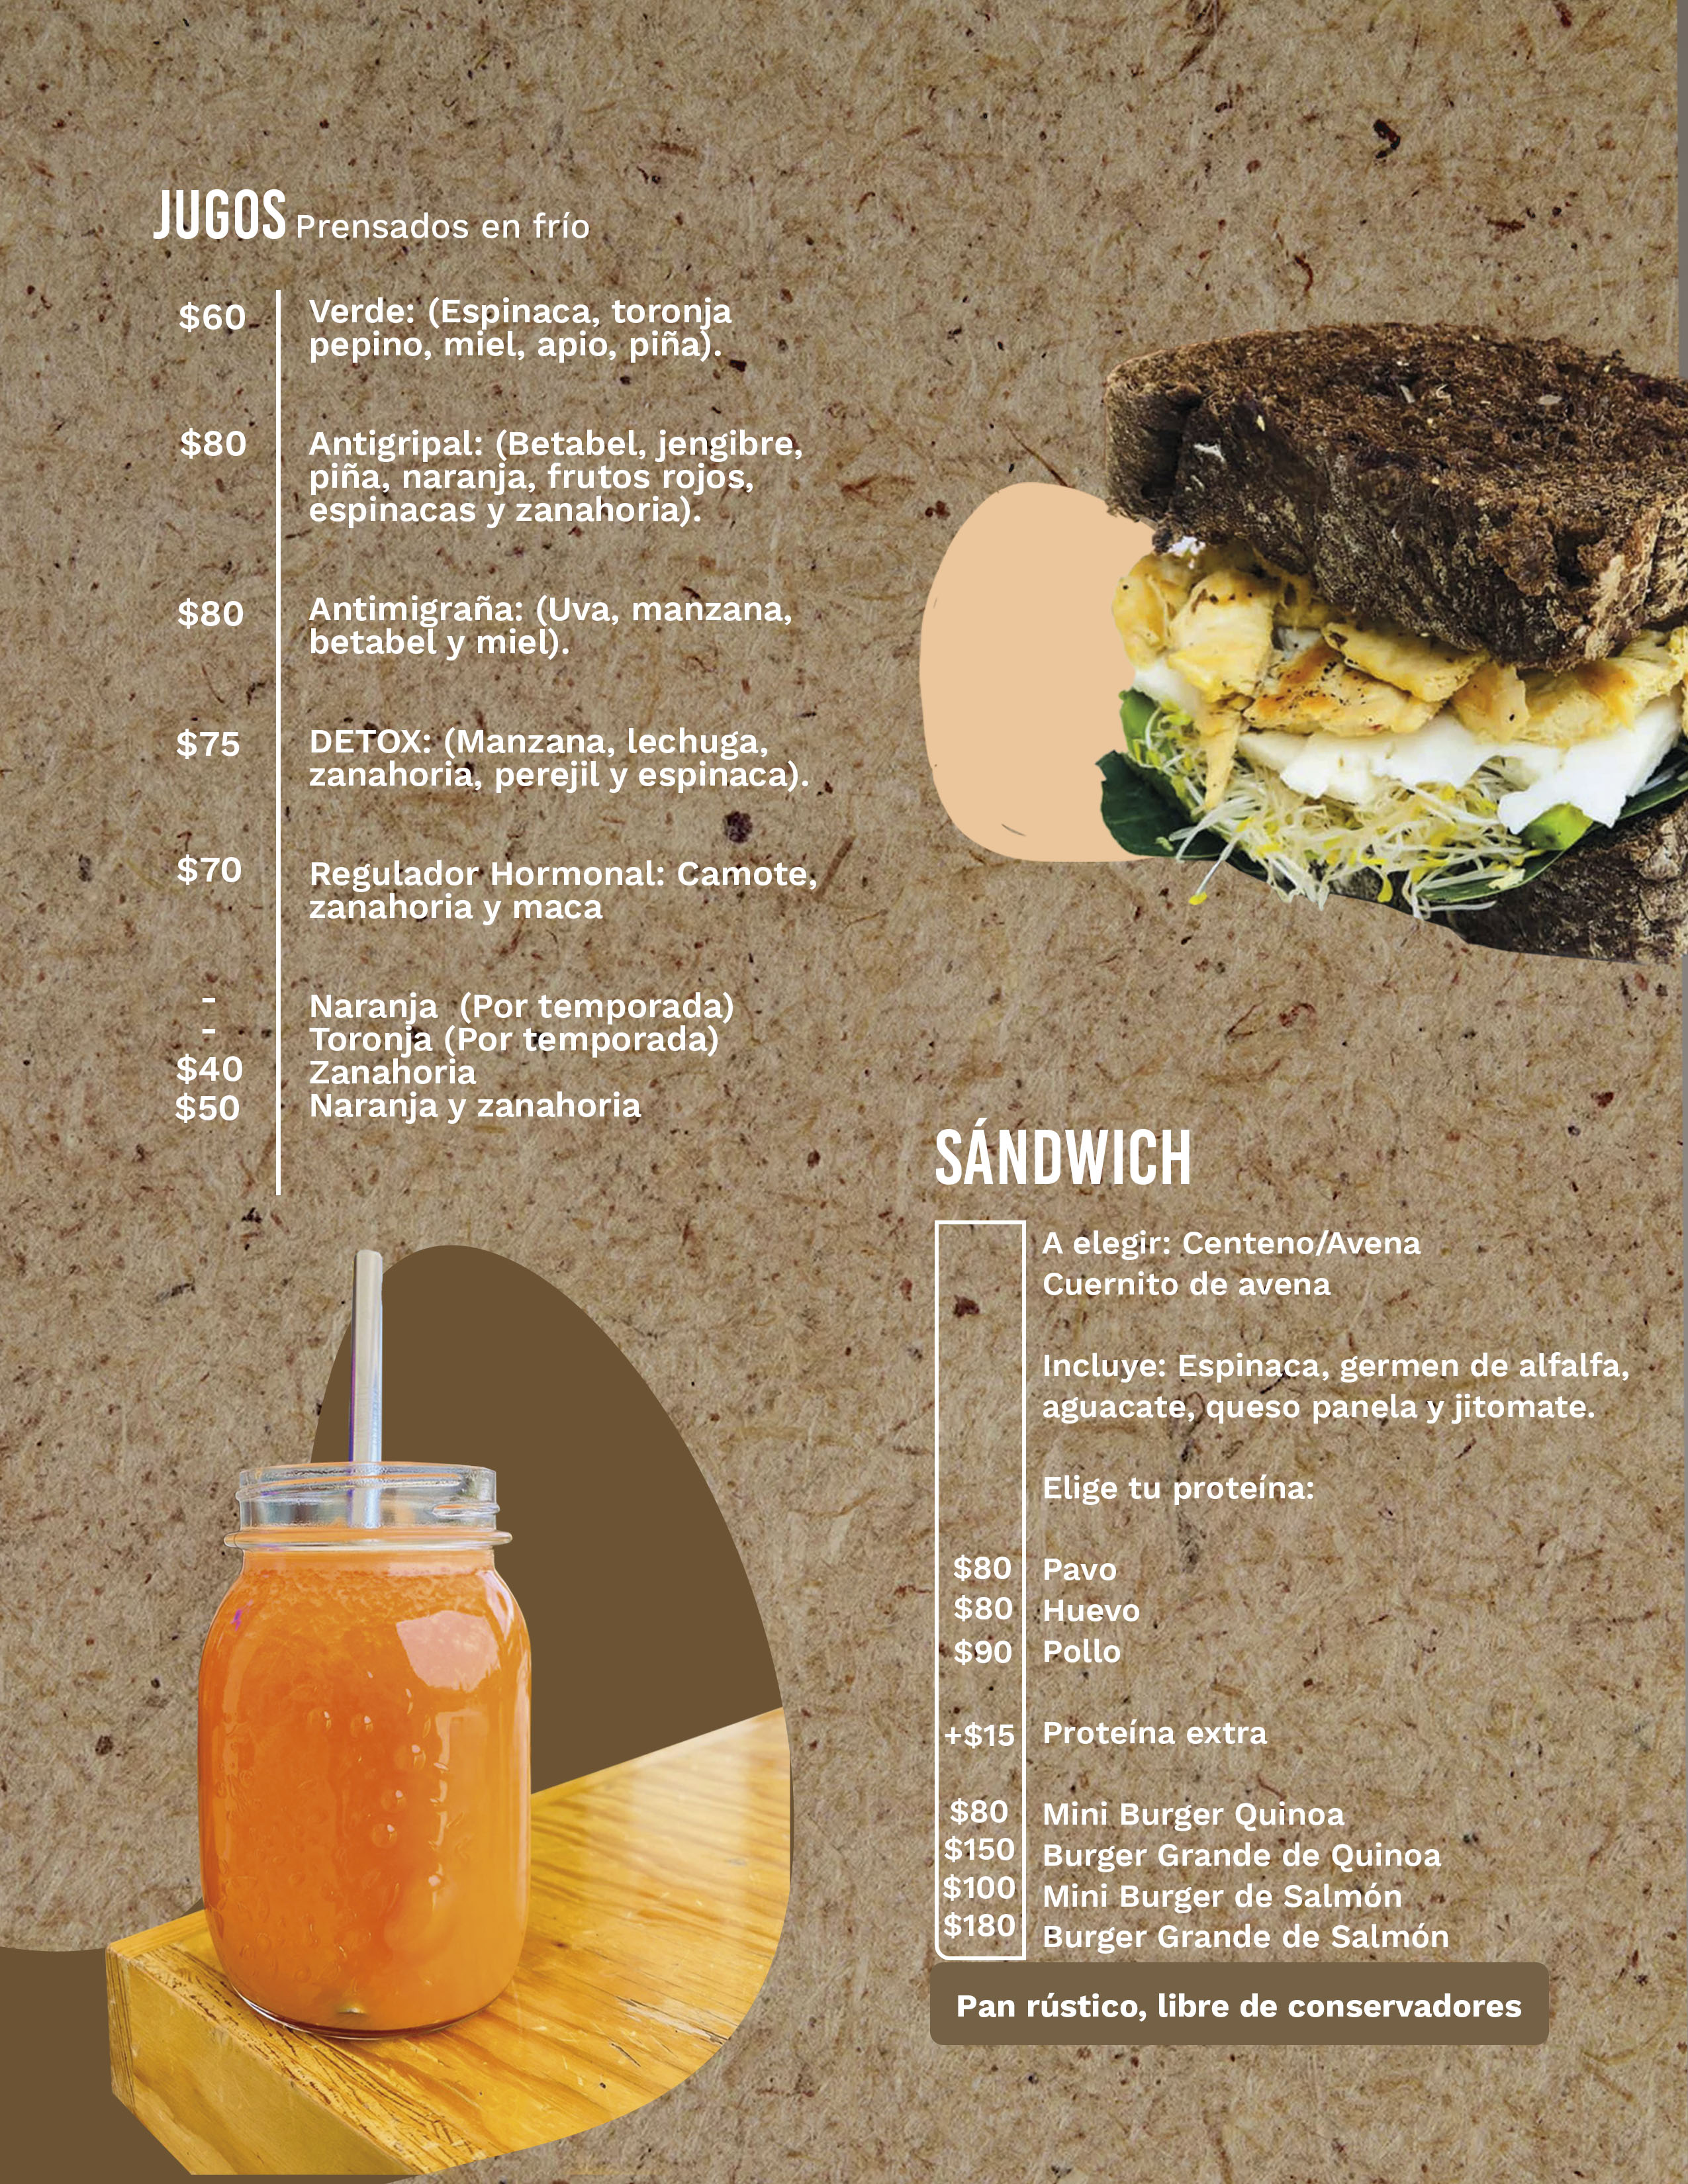 JUGOS Prensados en frío
$60 Verde: (Espinaca, toronja
pepino, miel, apio, piña).
$80 Antigripal: (Betabel, jengibre,
piña, naranja, frutos rojos,
espinacas y zanahoria).
$80 Antimigraña: (Uva, manzana,
betabel y miel).
$75 DETOX: (Manzana, lechuga,
zanahoria, perejil y espinaca).
$70 Regulador Hormonal: Camote,
zanahoria y maca
- Naranja (Por temporada)
- Toronja (Por temporada)
$40 Zanahoria
$50 Naranja y zanahoria
SÁNDWICH
A elegir: Centeno/Avena
Cuernito de avena
Incluye: Espinaca, germen de alfalfa,
aguacate, queso panela y jitomate.
Elige tu proteína:
$80 Pavo
$80 Huevo
$90 Pollo
+$15 Proteína extra
$80 Mini Burger Quinoa
$150 Burger Grande de Quinoa
$100 Mini Burger de Salmón
$180 Burger Grande de Salmón
Pan rústico, libre de conservadores